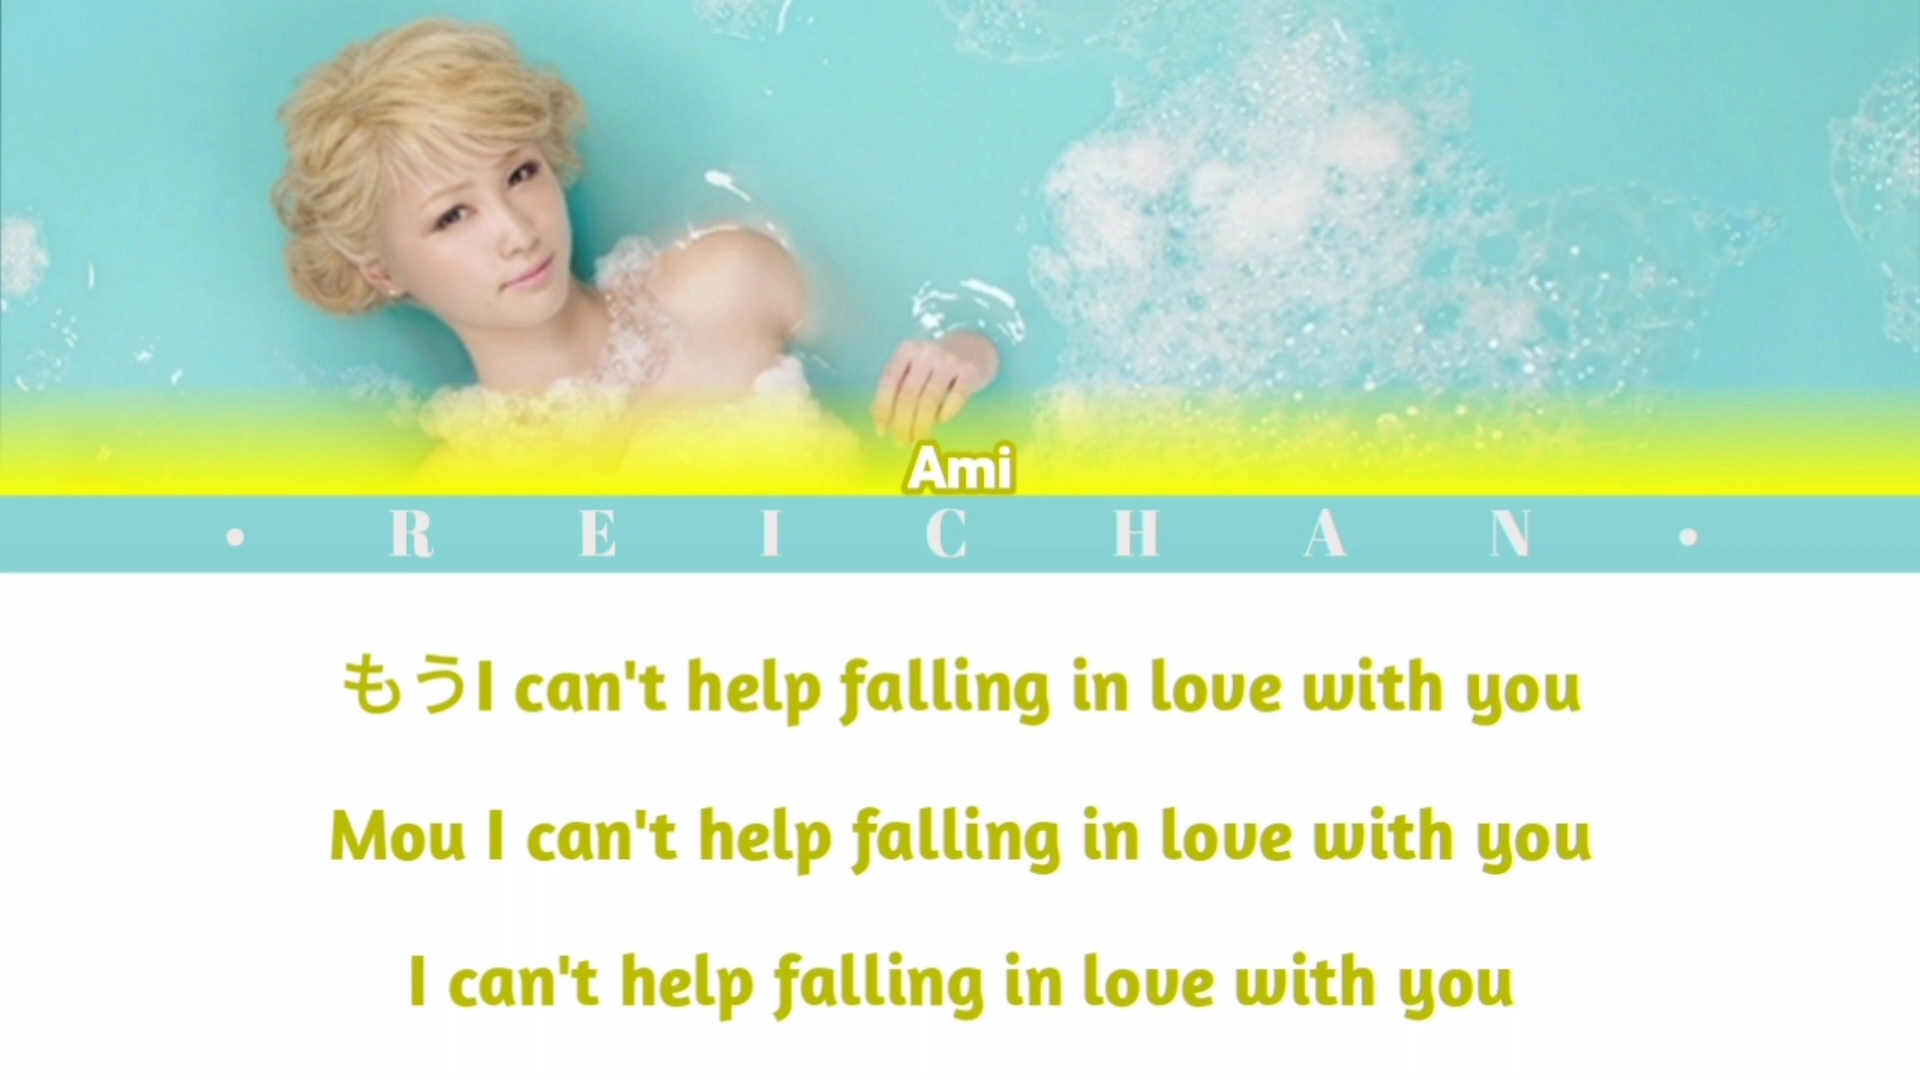 Ami
• R E I C H A N •
もうI can't help falling in love with you
Mou I can't help falling in love with you
I can't help falling in love with you